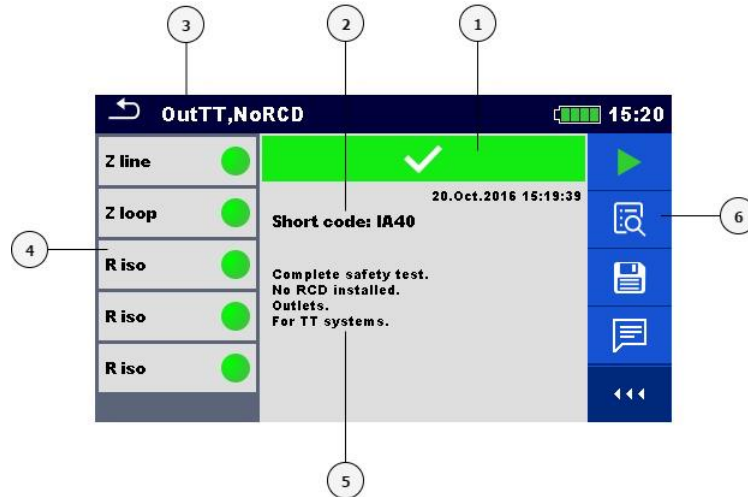 3
2
1
OutTT,NoRCD 15:20
Z line
Z loop
R iso
R iso
R iso
20.Oct.2016 15:19:39
Short code: IA40
Complete safety test.
No RCD installed.
Outlets.
For TT systems.
4
6
5